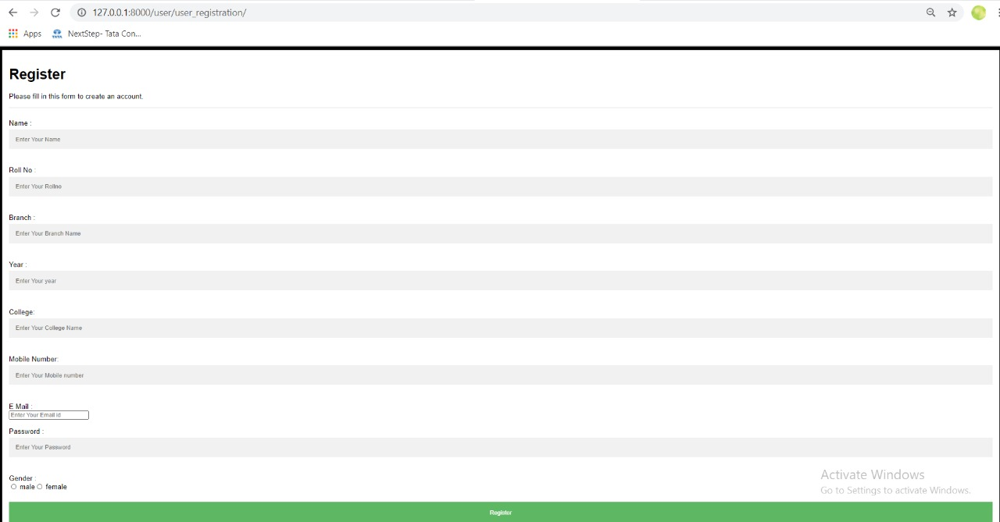 127.0.0.1:8000/user/user_registration/
Apps TATA NextStep- Tata Con...
Register
Please fill in this form to create an account.
Name :
Enter Your Name
Roll No :
Enter Your Rollno
Branch :
Enter Your Branch Name
Year :
Enter Your year
College:
Enter Your College Name
Mobile Number:
Enter Your Mobile number
E Mail :
Enter Your Email id
Password :
Enter Your Password
Gender :
male female
Activate Windows
Go to Settings to activate Windows.
Register